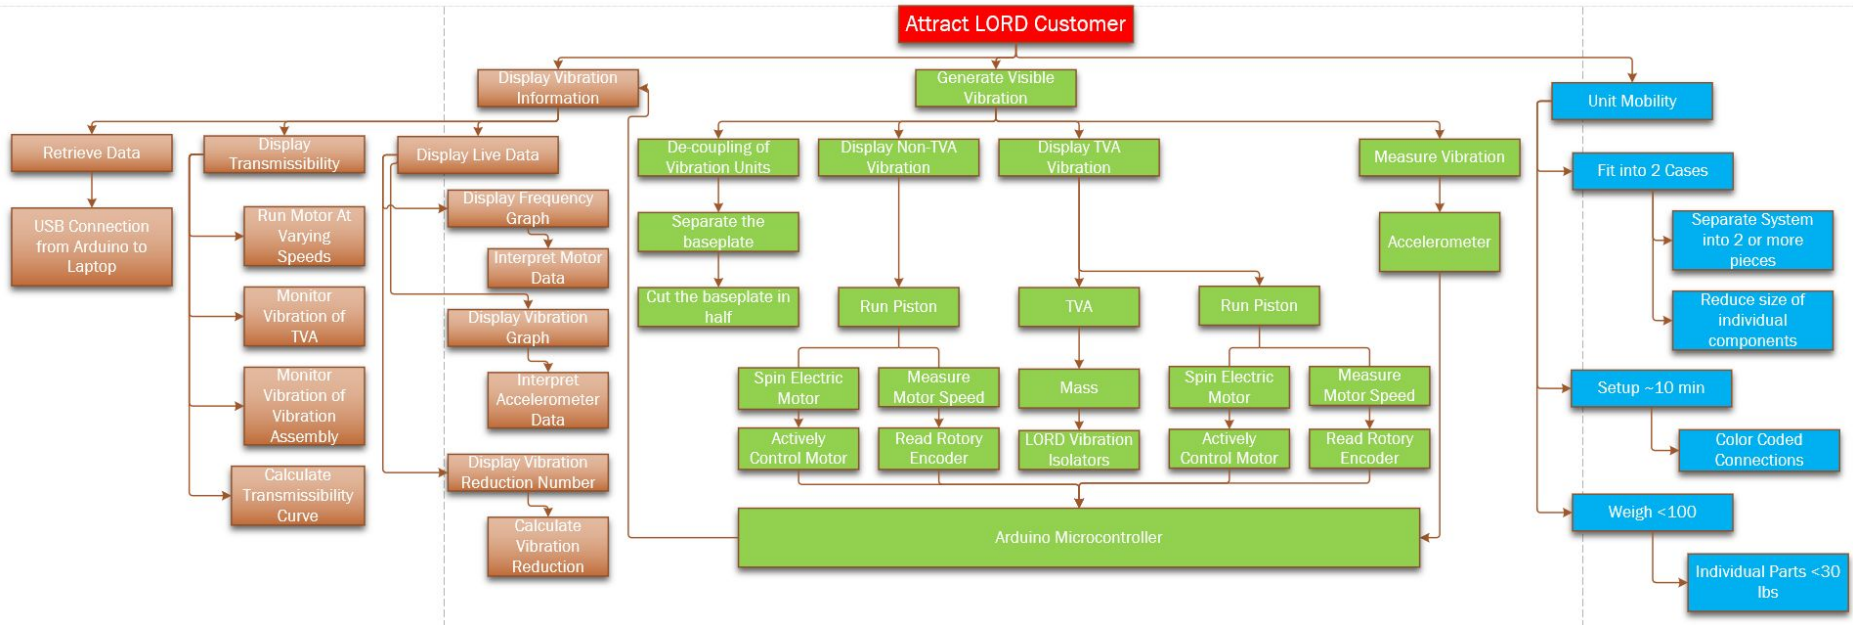 Attract LORD Customer
Display Vibration
Information
Generate Visible
Vibration
Unit Mobility
Retrieve Data
Display
Transmissibility
Display Live Data
De-coupling of
Vibration Units
Display Non-TVA
Vibration
Display TVA
Vibration
Measure Vibration
Fit into 2 Cases
USB Connection
from Arduino to
Laptop
Run Motor At
Varying
Speeds
Monitor
Vibration of
TVA
Monitor
Vibration of
Vibration
Assembly
Calculate
Transmissibility
Curve
Display Frequency
Graph
Interpret Motor
Data
Display Vibration
Graph
Interpret
Accelerometer
Data
Display Vibration
Reduction Number
Calculate
Vibration
Reduction
Separate the
baseplate
Cut the baseplate in
half
Run Piston
TVA
Run Piston
Accelerometer
Spin Electric
Motor
Measure
Motor Speed
Mass
Spin Electric
Motor
Measure
Motor Speed
Actively
Control Motor
Read Rotory
Encoder
LORD Vibration
Isolators
Actively
Control Motor
Read Rotory
Encoder
Arduino Microcontroller
Separate System
into 2 or more
pieces
Reduce size of
individual
components
Setup ~10 min
Color Coded
Connections
Weigh <100
Individual Parts <30
lbs